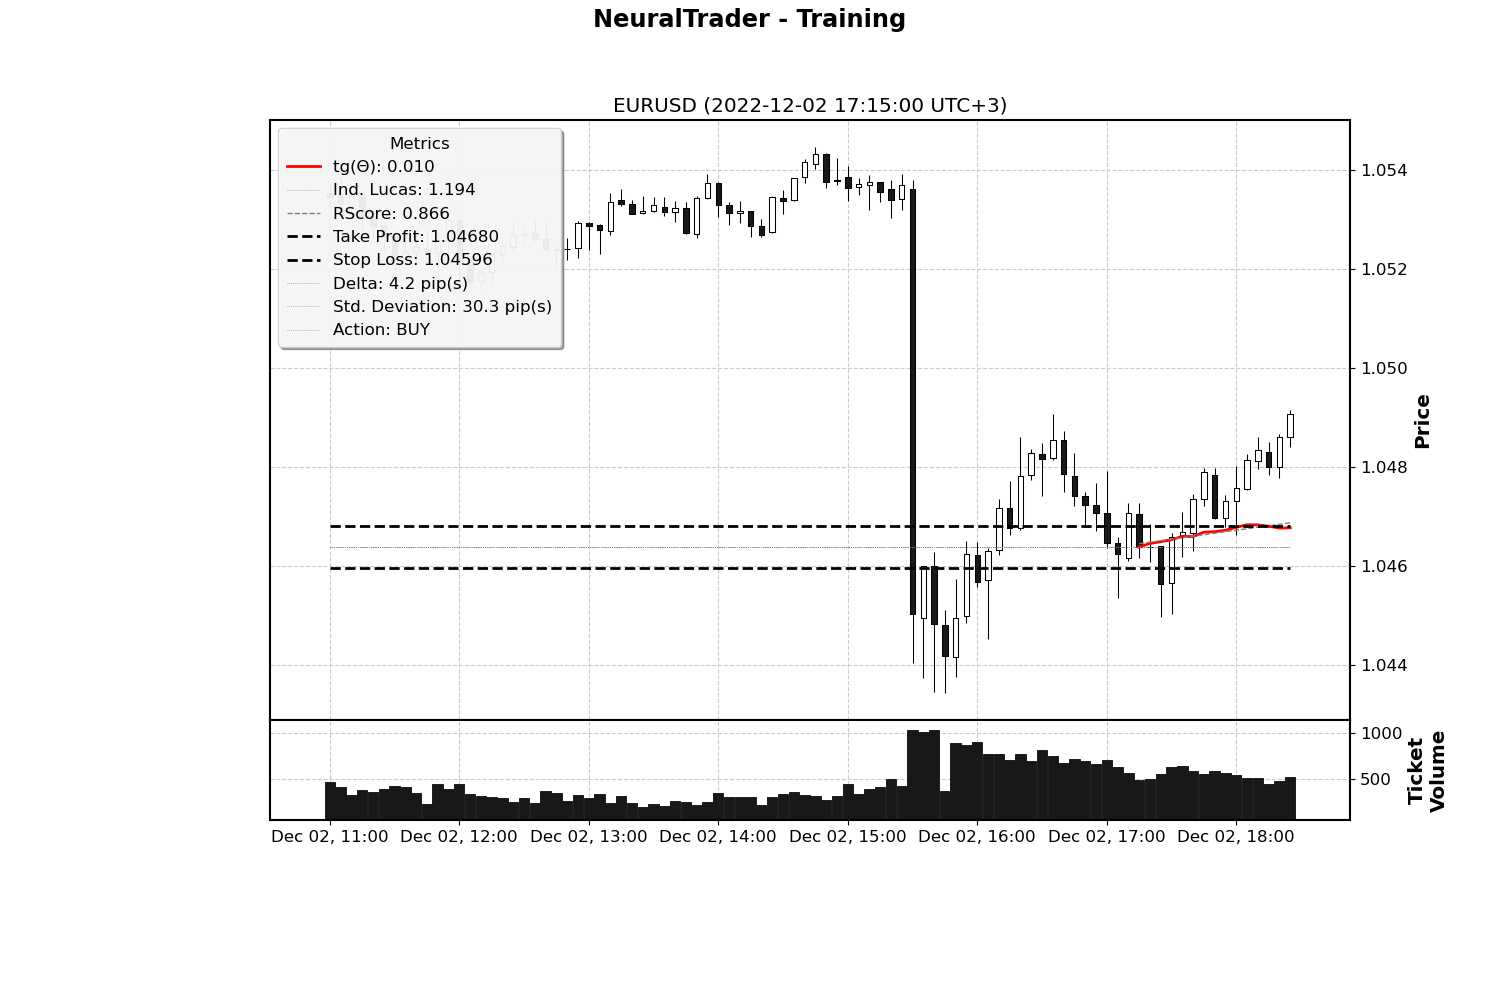 NeuralTrader - Training
EURUSD (2022-12-02 17:15:00 UTC+3)
Metrics
tg(Θ): 0.010
Ind. Lucas: 1.194
RScore: 0.866
Take Profit: 1.04680
Stop Loss: 1.04596
Delta: 4.2 pip(s)
Std. Deviation: 30.3 pip(s)
Action: BUY
1.054
1.052
1.050
1.048
1.046
1.044
Price
1000
500
Ticket
Volume
Dec 02, 11:00
Dec 02, 12:00
Dec 02, 13:00
Dec 02, 14:00
Dec 02, 15:00
Dec 02, 16:00
Dec 02, 17:00
Dec 02, 18:00